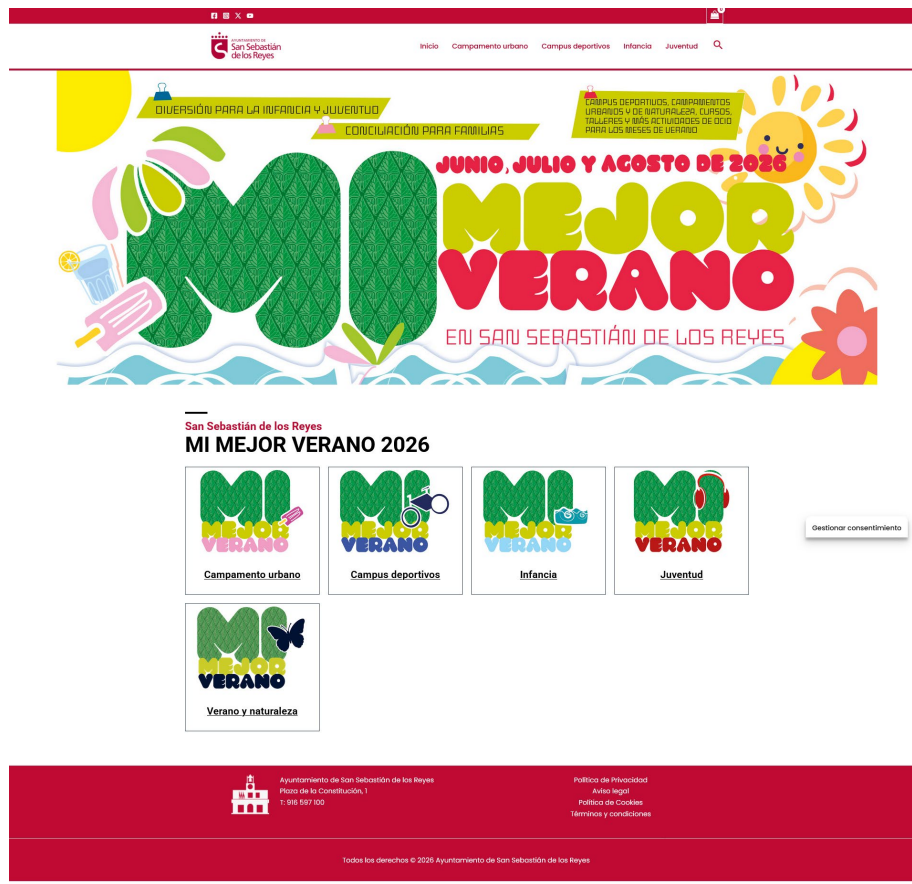 0
AYUNTAMIENTO DE
San Sebastián
de los Reyes
Inicio Campamento urbano Campus deportivos Infancia Juventud
DIVERSIÓN PARA LA INFANCIA Y JUVENTUD
CONCILIACIÓN PARA FAMILIAS
CAMPUS DEPORTIVOS, CAMPAMENTOS
URBANOS Y DE NATURALEZA, CURSOS,
TALLERES Y MÁS ACTIVIDADES DE OCIO
PARA LOS MESES DE VERANO
JUNIO, JULIO Y AGOSTO DE 2026
MI
MEJOR
VERANO
EN SAN SEBASTIÁN DE LOS REYES
San Sebastián de los Reyes
MI MEJOR VERANO 2026
MI
MEJOR
VERANO
Campamento urbano
MI
MEJOR
VERANO
Campus deportivos
MI
MEJOR
VERANO
Infancia
MI
MEJOR
VERANO
Juventud
Gestionar consentimiento
MI
MEJOR
VERANO
Verano y naturaleza
Ayuntamiento de San Sebastián de los Reyes
Plaza de la Constitución, 1
T: 916 597 100
Política de Privacidad
Aviso legal
Política de Cookies
Términos y condiciones
Todos los derechos © 2026 Ayuntamiento de San Sebastián de los Reyes